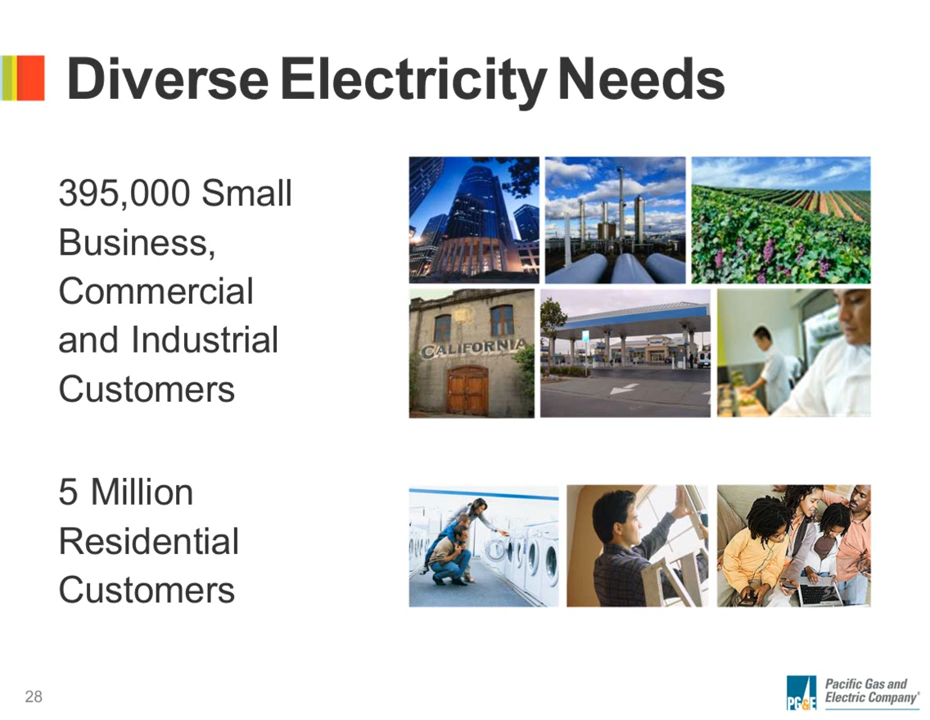 Diverse Electricity Needs
395,000 Small
Business,
Commercial
and Industrial
Customers
CALIFORNIA
5 Million
Residential
Customers
28
PG&E
Pacific Gas and
Electric Company®